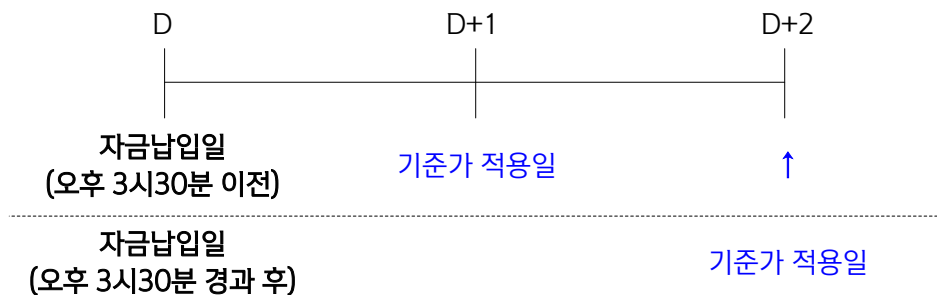 D D+1 D+2
자금납입일
(오후 3시30분 이전)
기준가 적용일
↑
자금납입일
(오후 3시30분 경과 후)
기준가 적용일